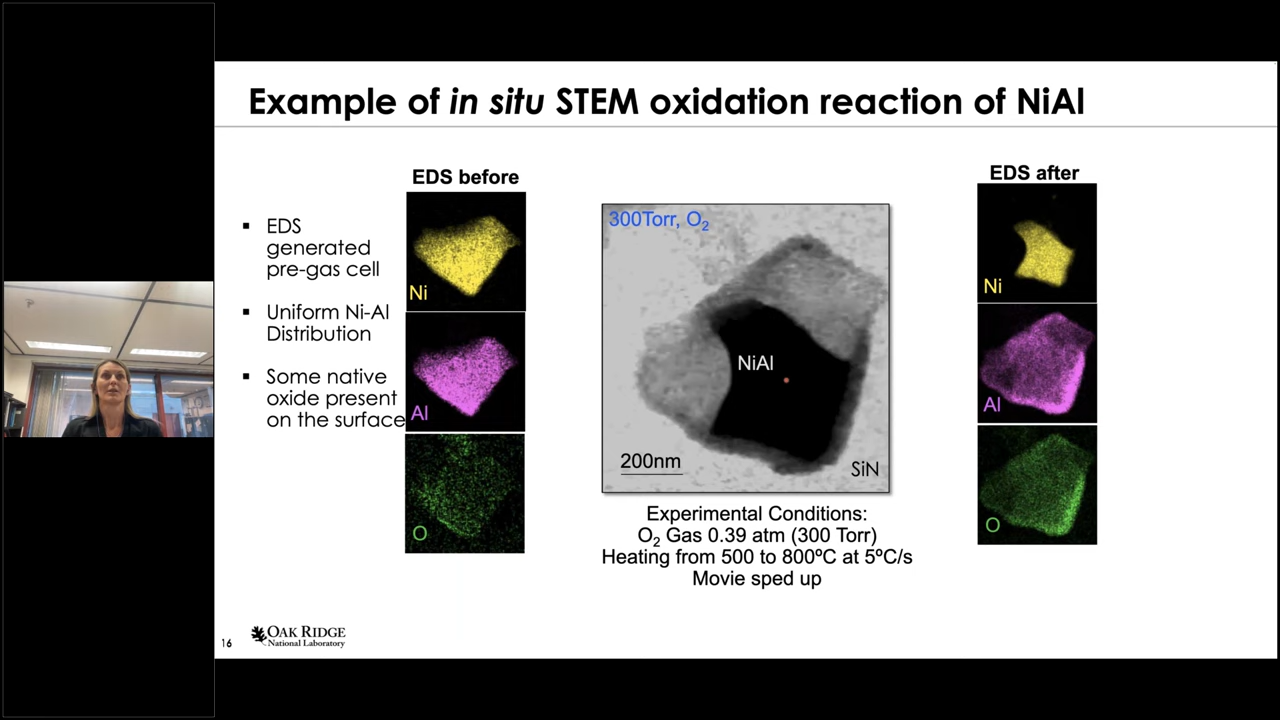 Example of in situ STEM oxidation reaction of NiAl
EDS before
▪ EDS
generated
pre-gas cell
▪ Uniform Ni-Al
Distribution
▪ Some native
oxide present
on the surface
Ni
Al
O
300Torr, O₂
NiAl
200nm
SiN
Experimental Conditions:
O₂ Gas 0.39 atm (300 Torr)
Heating from 500 to 800ºC at 5ºC/s
Movie sped up
EDS after
Ni
Al
O
16
OAK RIDGE
National Laboratory